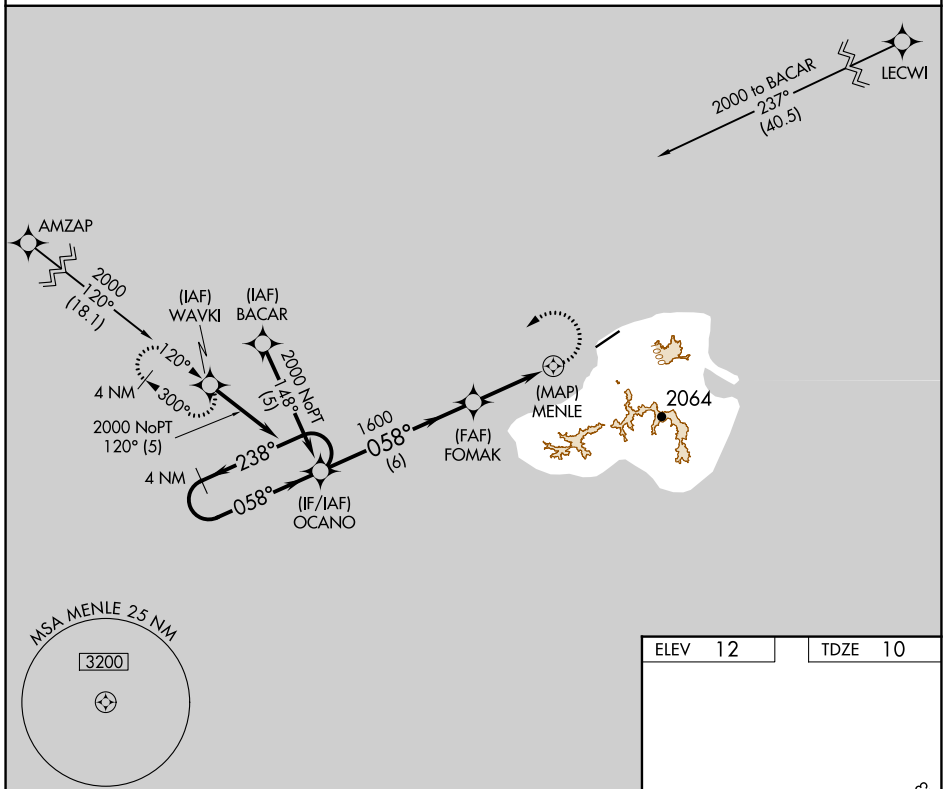 2000 to BACAR
237°
(40.5)
LECWI
AMZAP
2000
120°
(18.1)
(IAF)
WAVKI
(IAF)
BACAR
120°
4 NM
300°
2000 NoPT
148°
(5)
2000 NoPT
120° (5)
1600
058°
(6)
(MAP)
MENLE
2064
(FAF)
FOMAK
238°
4 NM
058°
(IF/IAF)
OCANO
MSA MENLE 25 NM
3200
ELEV 12
TDZE 10